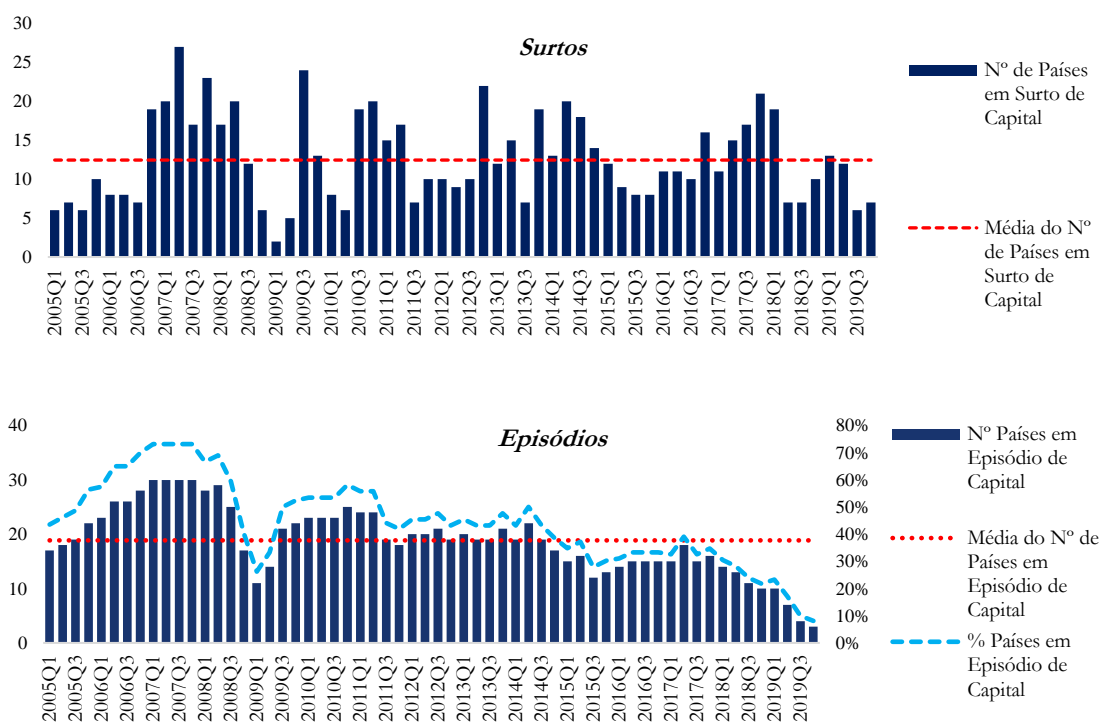 Surtos
30
25
20
15
10
5
0
2005Q1
2005Q3
2006Q1
2006Q3
2007Q1
2007Q3
2008Q1
2008Q3
2009Q1
2009Q3
2010Q1
2010Q3
2011Q1
2011Q3
2012Q1
2012Q3
2013Q1
2013Q3
2014Q1
2014Q3
2015Q1
2015Q3
2016Q1
2016Q3
2017Q1
2017Q3
2018Q1
2018Q3
2019Q1
2019Q3
Nº de Países
em Surto de
Capital
Média do Nº
de Países em
Surto de
Capital
Episódios
40
30
20
10
0
80%
70%
60%
50%
40%
30%
20%
10%
0%
2005Q1
2005Q3
2006Q1
2006Q3
2007Q1
2007Q3
2008Q1
2008Q3
2009Q1
2009Q3
2010Q1
2010Q3
2011Q1
2011Q3
2012Q1
2012Q3
2013Q1
2013Q3
2014Q1
2014Q3
2015Q1
2015Q3
2016Q1
2016Q3
2017Q1
2017Q3
2018Q1
2018Q3
2019Q1
2019Q3
Nº Países em
Episódio de
Capital
Média do Nº de
Países em
Episódio de
Capital
% Países em
Episódio de
Capital